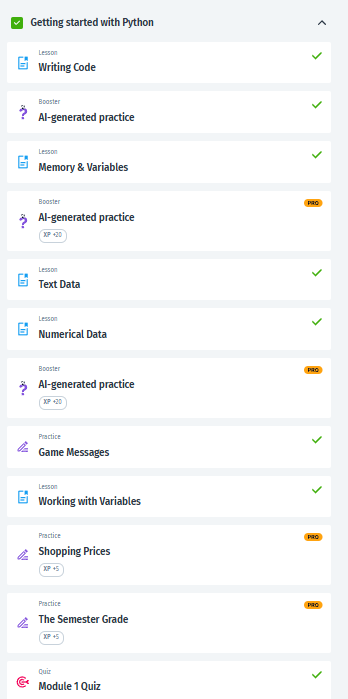 Getting started with Python
Lesson
Writing Code
Booster
AI-generated practice
Lesson
Memory & Variables
Booster
PRO
AI-generated practice
XP +20
Lesson
Text Data
Lesson
Numerical Data
Booster
PRO
AI-generated practice
XP +20
Practice
Game Messages
Lesson
Working with Variables
Practice
PRO
Shopping Prices
XP +5
Practice
PRO
The Semester Grade
XP +5
Quiz
Module 1 Quiz